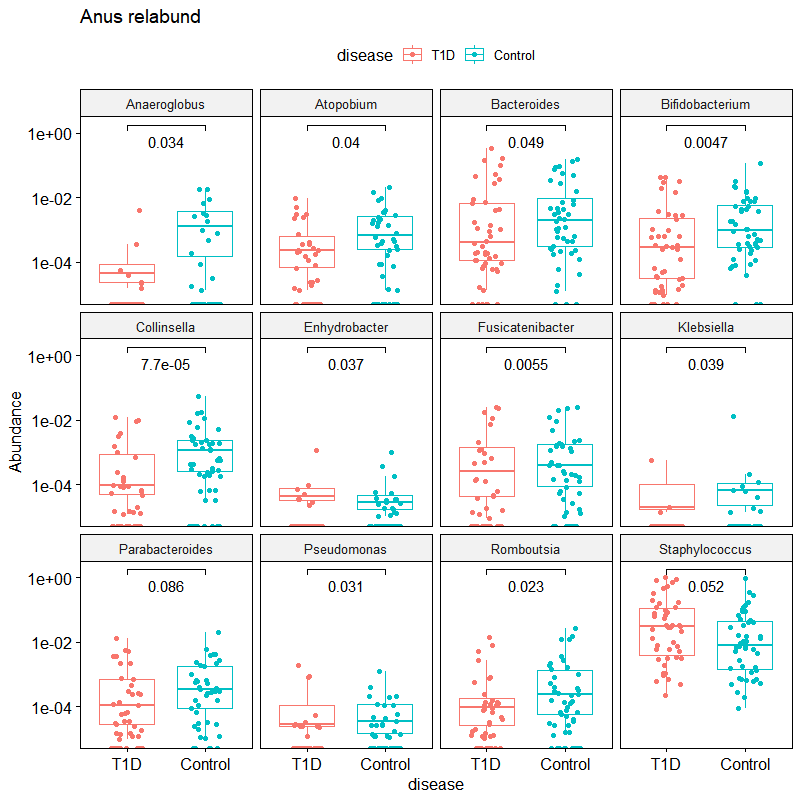 Anus relabund
disease T1D Control
Anaeroglobus Atopobium Bacteroides Bifidobacterium
1e+00
0.034 0.04 0.049 0.0047
1e-02
1e-04
Collinsella Enhydrobacter Fusicatenibacter Klebsiella
1e+00
7.7e-05 0.037 0.0055 0.039
1e-02
1e-04
Abundance
Parabacteroides Pseudomonas Romboutsia Staphylococcus
1e+00
0.086 0.031 0.023 0.052
1e-02
1e-04
T1D Control T1D Control T1D Control T1D Control
disease